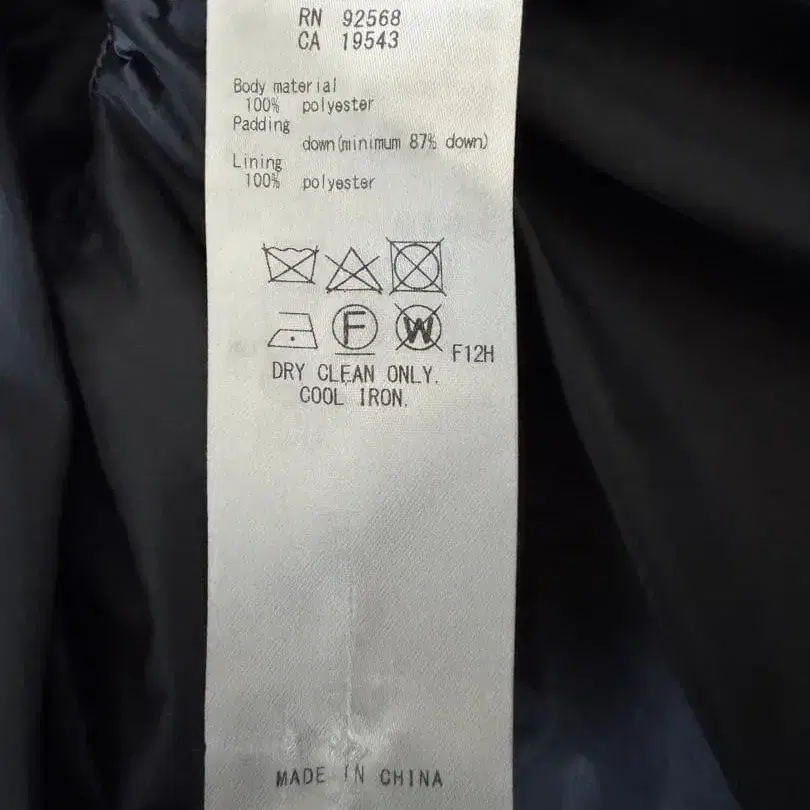 RN 92568
CA 19543
Body material
100% polyester
Padding
down(minimum 87% down)
Lining
100% polyester
F W F12H
DRY CLEAN ONLY.
COOL IRON.
MADE IN CHINA